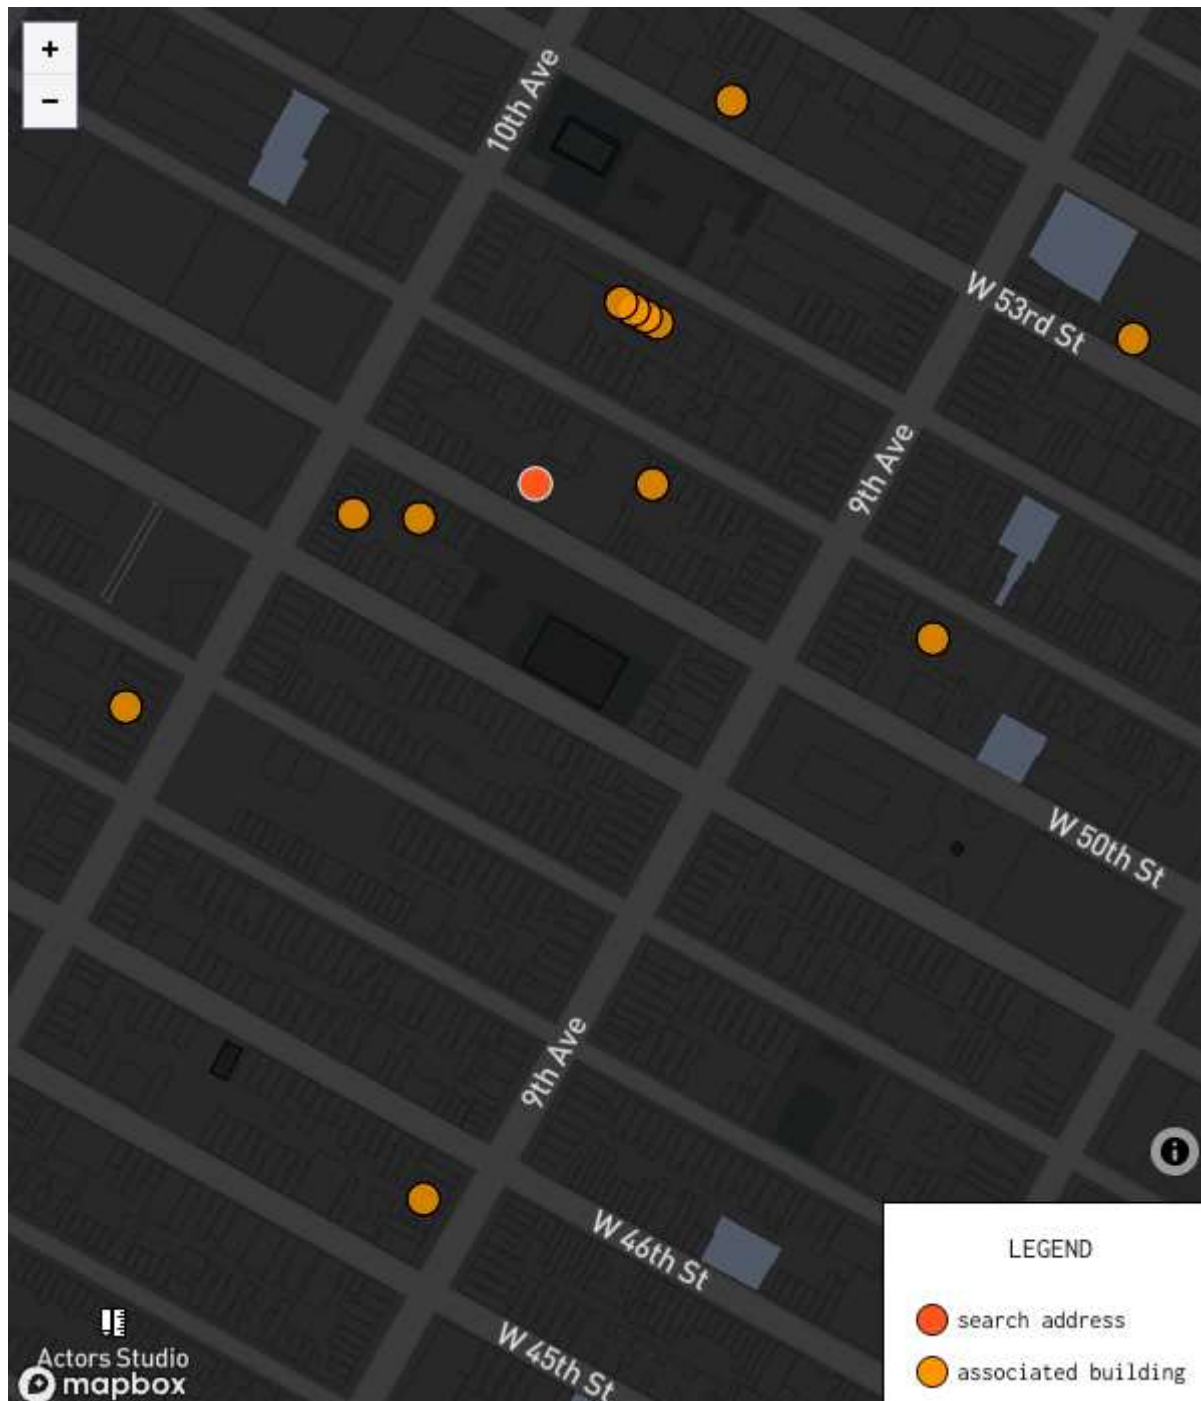 +
−
10th Ave
W 53rd St
9th Ave
W 50th St
9th Ave
W 46th St
W 45th St
Actors Studio
mapbox
LEGEND
search address
associated building